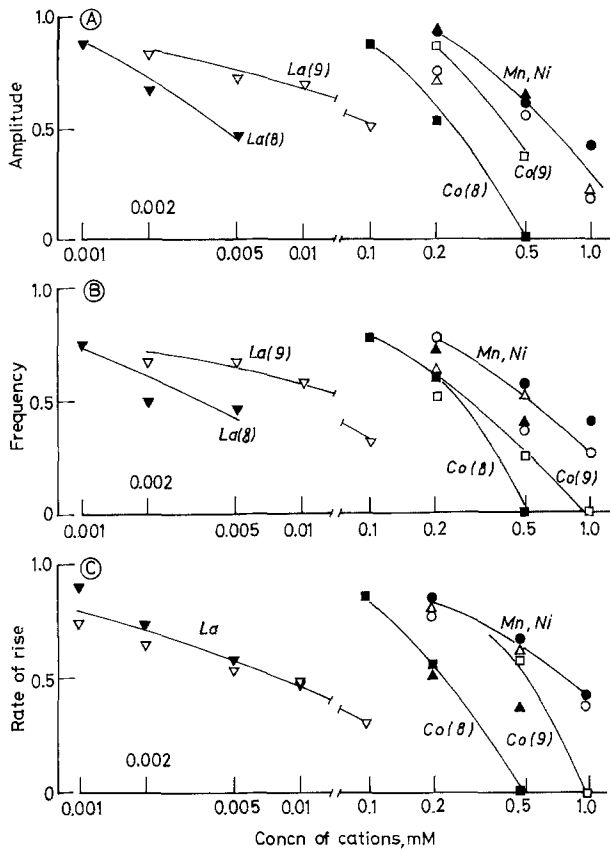 A
1.0
0.5
0
Amplitude
La(9)
La(8)
Mn, Ni
Co(9)
Co(8)
0.002
0.001
0.005
0.01
0.1
0.2
0.5
1.0
B
1.0
0.5
0
Frequency
La(9)
La(8)
Mn, Ni
Co(8)
Co(9)
0.002
0.001
0.005
0.01
0.1
0.2
0.5
1.0
C
1.0
0.5
0
Rate of rise
La
Mn, Ni
Co(8)
Co(9)
0.002
0.001
0.005
0.01
0.1
0.2
0.5
1.0
Concn of cations, mM